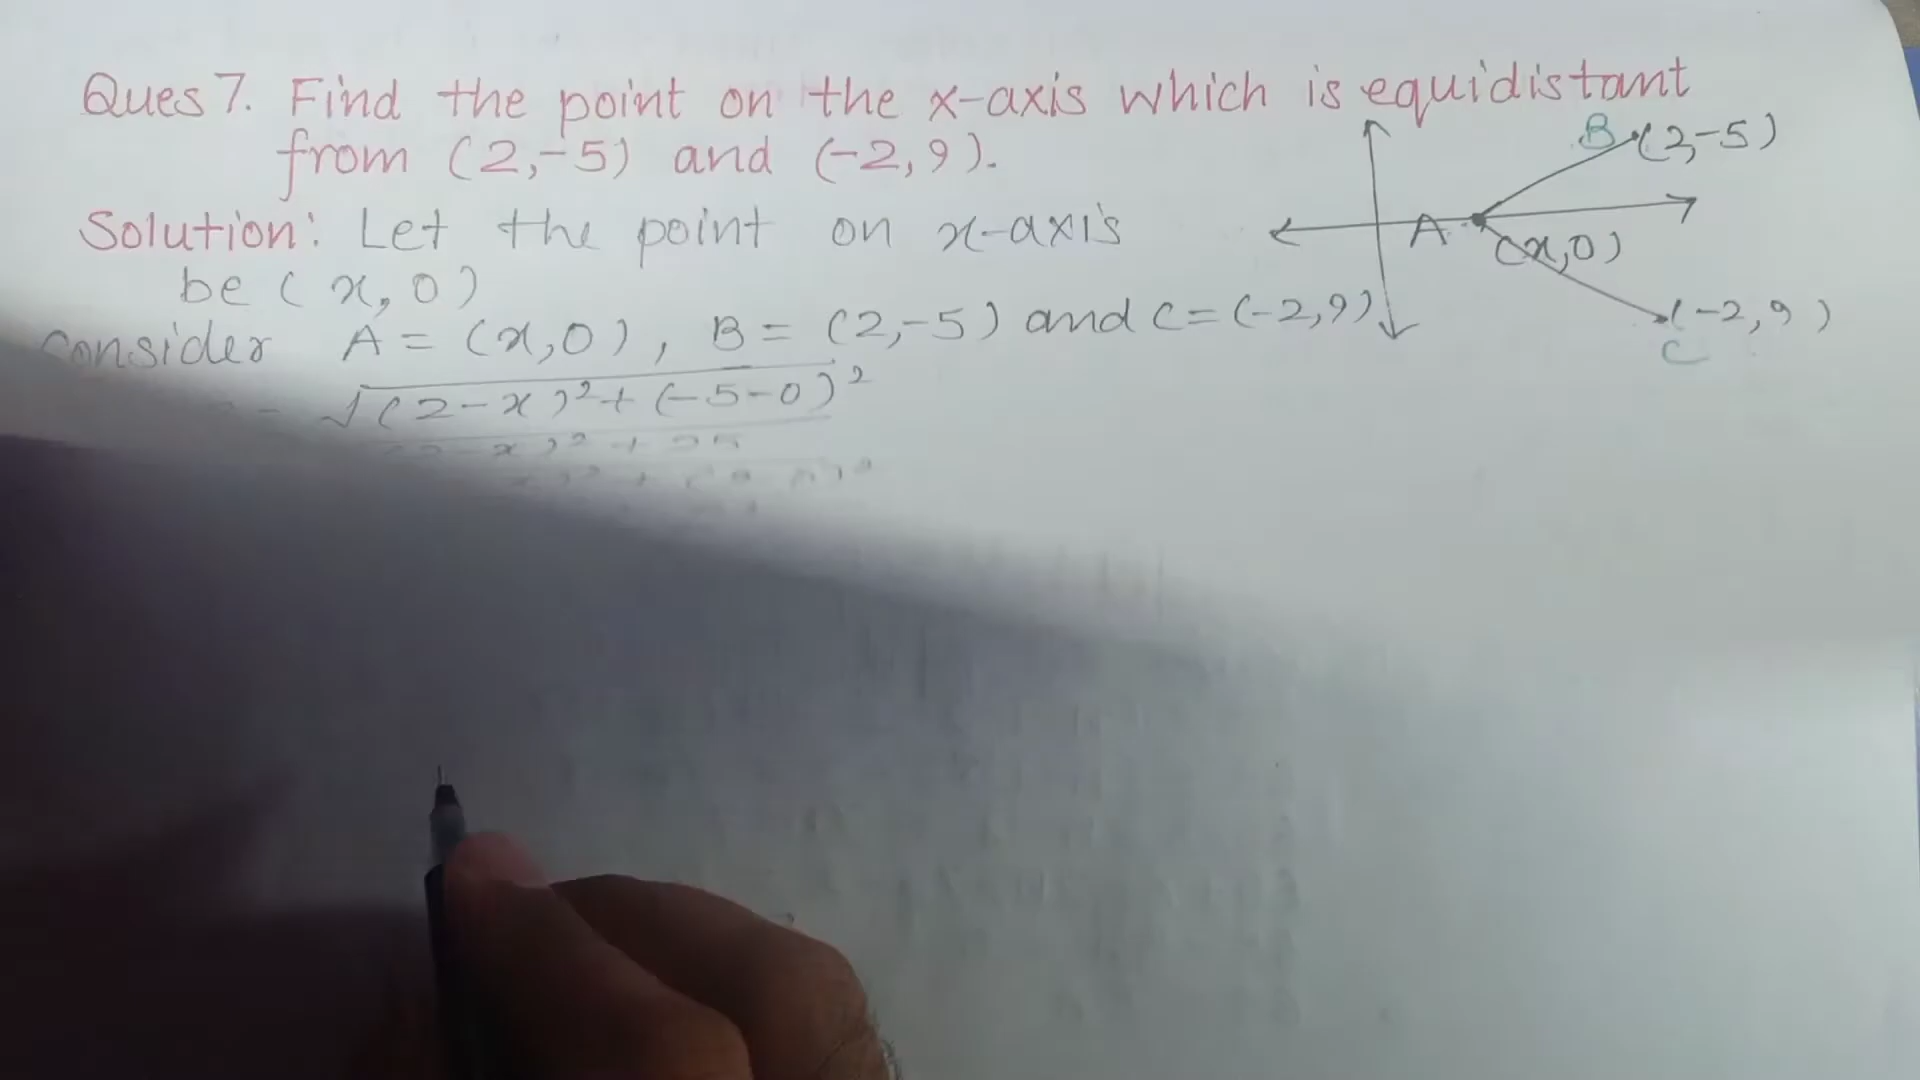 Ques 7. Find the point on the x-axis which is equidistant
from (2,-5) and (-2,9).
B (2,-5)
Solution: Let the point on x-axis
A (x,0)
be (x,0)
consider A = (x,0), B = (2,-5) and C = (-2,9)
(-2,9)
C
√(2-x)²+(-5-0)²
x)²+25